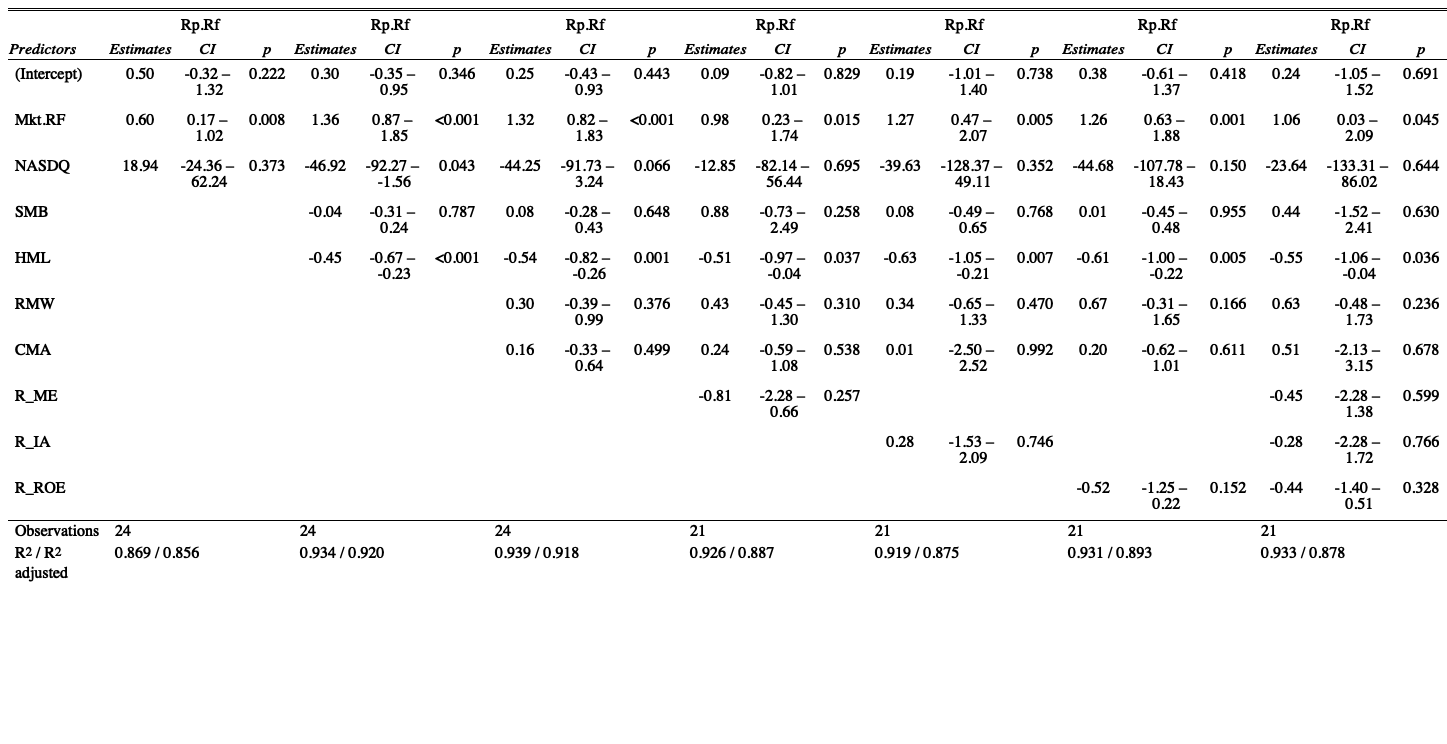 Rp.Rf Rp.Rf Rp.Rf Rp.Rf Rp.Rf Rp.Rf Rp.Rf
Predictors Estimates CI p Estimates CI p Estimates CI p Estimates CI p Estimates CI p Estimates CI p Estimates CI p
(Intercept) 0.50 -0.32 – 0.222 0.30 -0.35 – 0.346 0.25 -0.43 – 0.443 0.09 -0.82 – 0.829 0.19 -1.01 – 0.738 0.38 -0.61 – 0.418 0.24 -1.05 – 0.691
1.32 0.95 0.93 1.01 1.40 1.37 1.52
Mkt.RF 0.60 0.17 – 0.008 1.36 0.87 – <0.001 1.32 0.82 – <0.001 0.98 0.23 – 0.015 1.27 0.47 – 0.005 1.26 0.63 – 0.001 1.06 0.03 – 0.045
1.02 1.85 1.83 1.74 2.07 1.88 2.09
NASDQ 18.94 -24.36 – 0.373 -46.92 -92.27 – 0.043 -44.25 -91.73 – 0.066 -12.85 -82.14 – 0.695 -39.63 -128.37 – 0.352 -44.68 -107.78 – 0.150 -23.64 -133.31 – 0.644
62.24 -1.56 3.24 56.44 49.11 18.43 86.02
SMB -0.04 -0.31 – 0.787 0.08 -0.28 – 0.648 0.88 -0.73 – 0.258 0.08 -0.49 – 0.768 0.01 -0.45 – 0.955 0.44 -1.52 – 0.630
0.24 0.43 2.49 0.65 0.48 2.41
HML -0.45 -0.67 – <0.001 -0.54 -0.82 – 0.001 -0.51 -0.97 – 0.037 -0.63 -1.05 – 0.007 -0.61 -1.00 – 0.005 -0.55 -1.06 – 0.036
-0.23 -0.26 -0.04 -0.21 -0.22 -0.04
RMW 0.30 -0.39 – 0.376 0.43 -0.45 – 0.310 0.34 -0.65 – 0.470 0.67 -0.31 – 0.166 0.63 -0.48 – 0.236
0.99 1.30 1.33 1.65 1.73
CMA 0.16 -0.33 – 0.499 0.24 -0.59 – 0.538 0.01 -2.50 – 0.992 0.20 -0.62 – 0.611 0.51 -2.13 – 0.678
0.64 1.08 2.52 1.01 3.15
R_ME -0.81 -2.28 – 0.257 -0.45 -2.28 – 0.599
0.66 1.38
R_IA 0.28 -1.53 – 0.746 -0.28 -2.28 – 0.766
2.09 1.72
R_ROE -0.52 -1.25 – 0.152 -0.44 -1.40 – 0.328
0.22 0.51
Observations 24 24 24 21 21 21 21
R2 / R2 0.869 / 0.856 0.934 / 0.920 0.939 / 0.918 0.926 / 0.887 0.919 / 0.875 0.931 / 0.893 0.933 / 0.878
adjusted